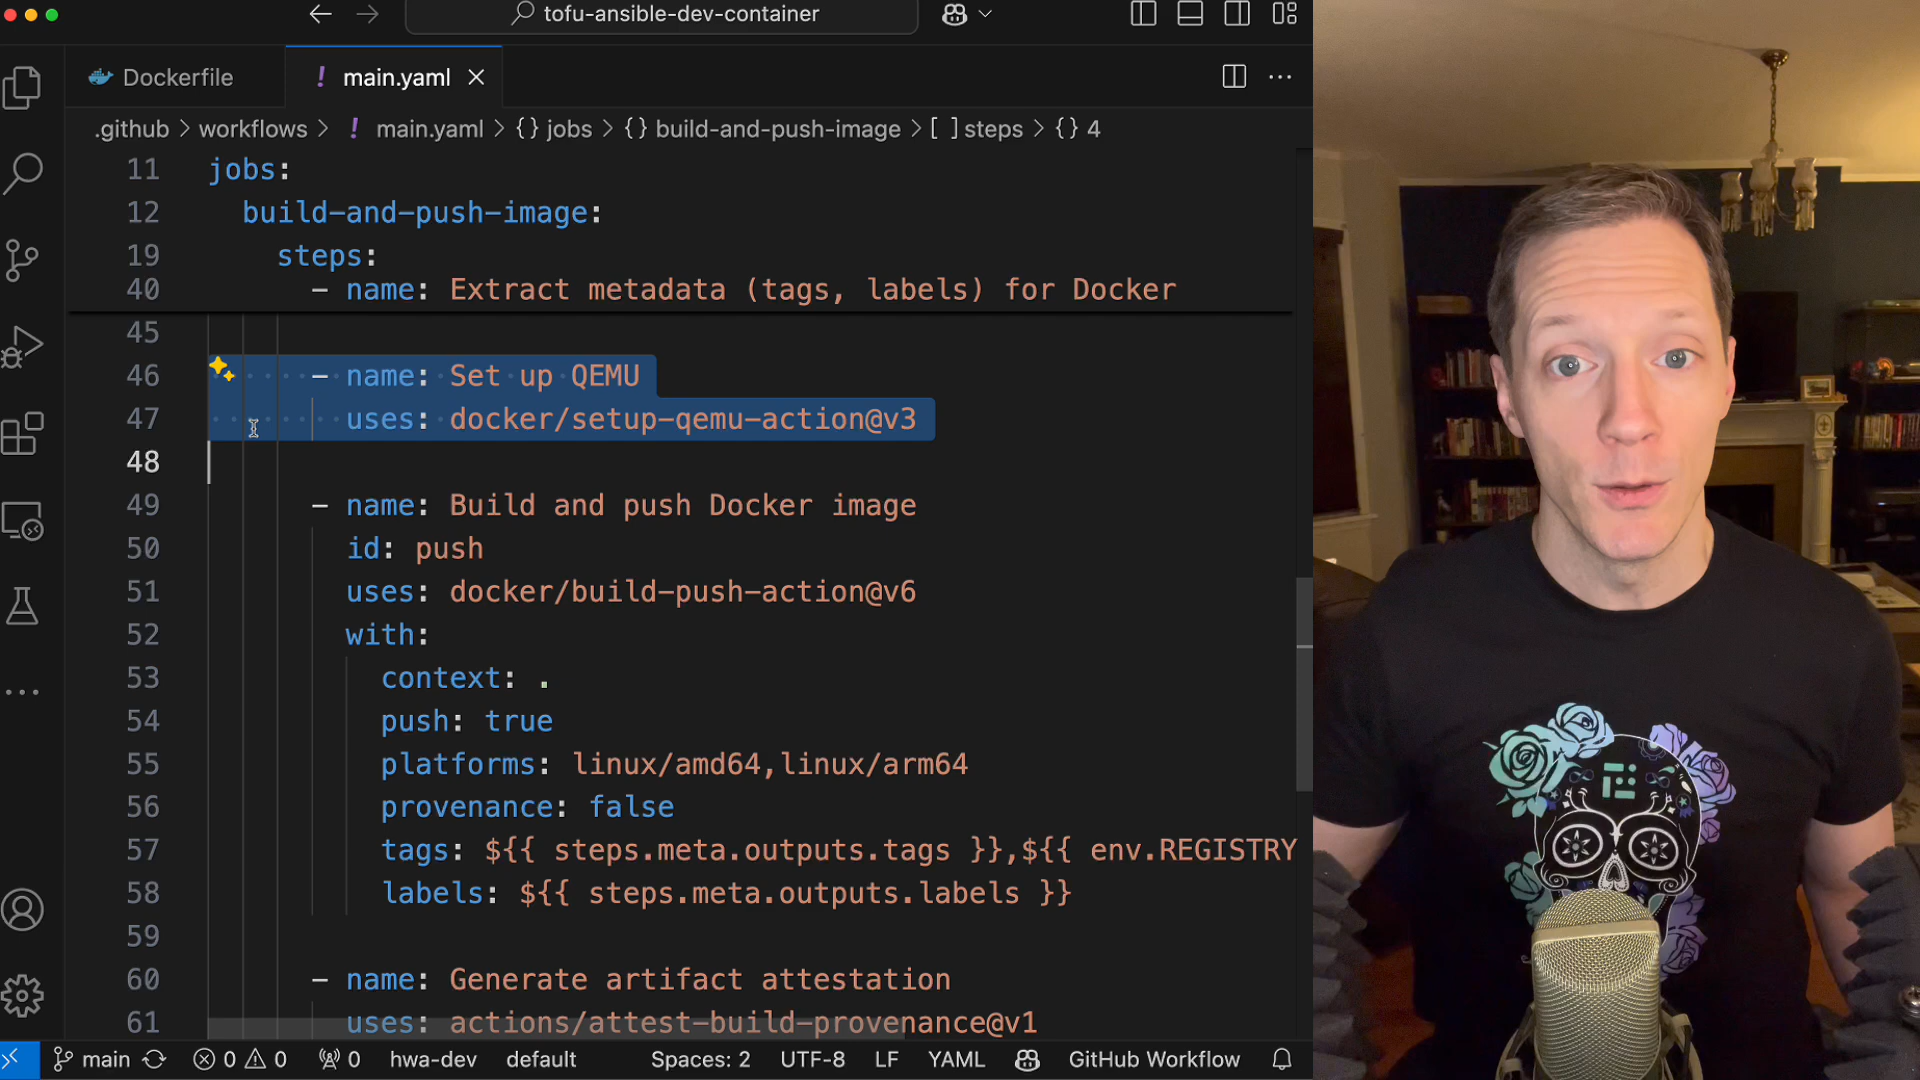 tofu-ansible-dev-container
Dockerfile
! main.yaml
.github > workflows > ! main.yaml > {} jobs > {} build-and-push-image > [ ] steps > {} 4
11 jobs:
12 build-and-push-image:
19 steps:
40 - name: Extract metadata (tags, labels) for Docker
45
46 - name: Set up QEMU
47 uses: docker/setup-qemu-action@v3
48
49 - name: Build and push Docker image
50 id: push
51 uses: docker/build-push-action@v6
52 with:
53 context: .
54 push: true
55 platforms: linux/amd64,linux/arm64
56 provenance: false
57 tags: ${{ steps.meta.outputs.tags }},${{ env.REGISTRY
58 labels: ${{ steps.meta.outputs.labels }}
59
60 - name: Generate artifact attestation
61 uses: actions/attest-build-provenance@v1
main 0 0 0 hwa-dev default Spaces: 2 UTF-8 LF YAML GitHub Workflow